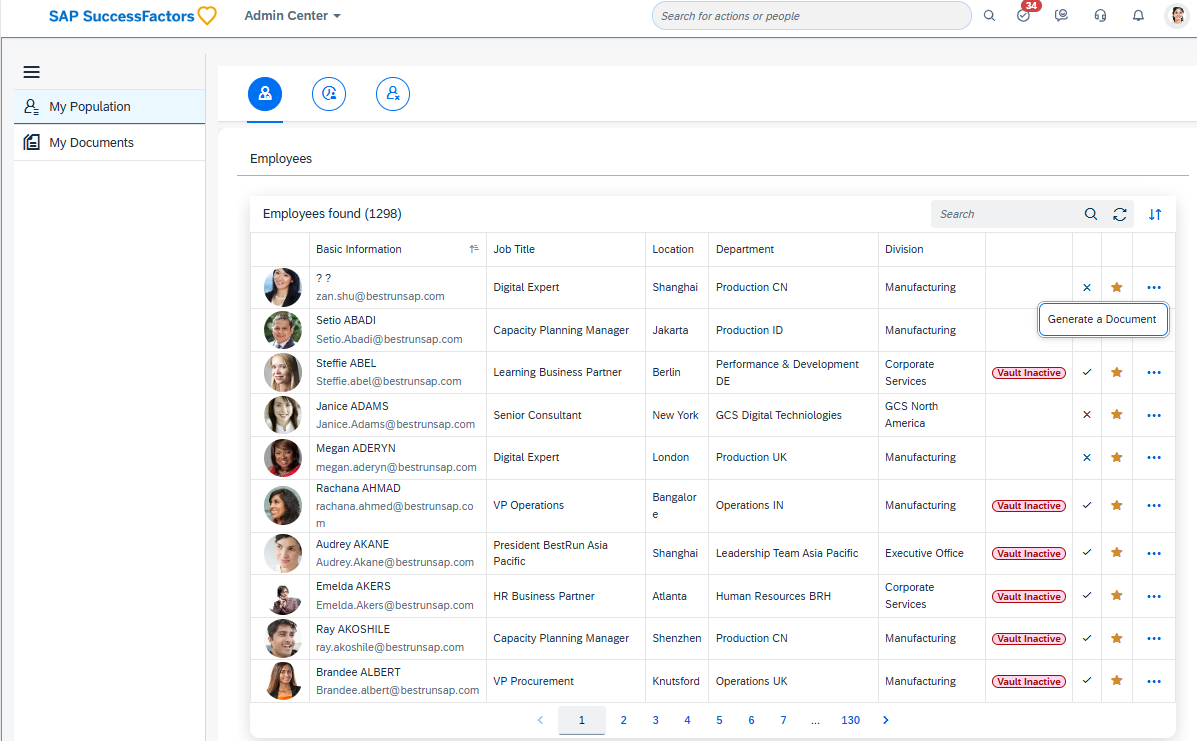 SAP SuccessFactors
Admin Center
Search for actions or people
34
My Population
My Documents
Employees
Employees found (1298)
Search
Basic Information Job Title Location Department Division
? ?
zan.shu@bestrunsap.com
Digital Expert
Shanghai
Production CN
Manufacturing
Generate a Document
Setio ABADI
Setio.Abadi@bestrunsap.com
Capacity Planning Manager
Jakarta
Production ID
Manufacturing
Steffie ABEL
Steffie.abel@bestrunsap.com
Learning Business Partner
Berlin
Performance & Development
DE
Corporate
Services
Vault Inactive
Janice ADAMS
Janice.Adams@bestrunsap.com
Senior Consultant
New York
GCS Digital Techniologies
GCS North
America
Megan ADERYN
megan.aderyn@bestrunsap.com
Digital Expert
London
Production UK
Manufacturing
Rachana AHMAD
rachana.ahmed@bestrunsap.co
m
VP Operations
Bangalor
e
Operations IN
Manufacturing
Vault Inactive
Audrey AKANE
Audrey.Akane@bestrunsap.com
President BestRun Asia
Pacific
Shanghai
Leadership Team Asia Pacific
Executive Office
Vault Inactive
Emelda AKERS
Emelda.Akers@bestrunsap.com
HR Business Partner
Atlanta
Human Resources BRH
Corporate
Services
Vault Inactive
Ray AKOSHILE
ray.akoshile@bestrunsap.com
Capacity Planning Manager
Shenzhen
Production CN
Manufacturing
Vault Inactive
Brandee ALBERT
Brandee.albert@bestrunsap.com
VP Procurement
Knutsford
Operations UK
Manufacturing
Vault Inactive
1 2 3 4 5 6 7 ... 130